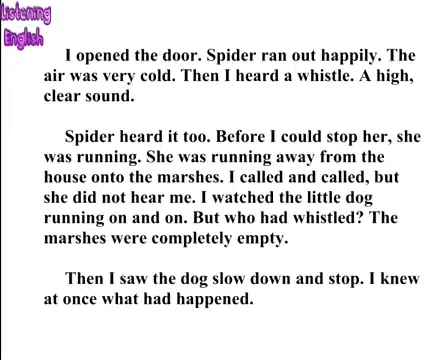 Listening
English
I opened the door. Spider ran out happily. The
air was very cold. Then I heard a whistle. A high,
clear sound.
Spider heard it too. Before I could stop her, she
was running. She was running away from the
house onto the marshes. I called and called, but
she did not hear me. I watched the little dog
running on and on. But who had whistled? The
marshes were completely empty.
Then I saw the dog slow down and stop. I knew
at once what had happened.